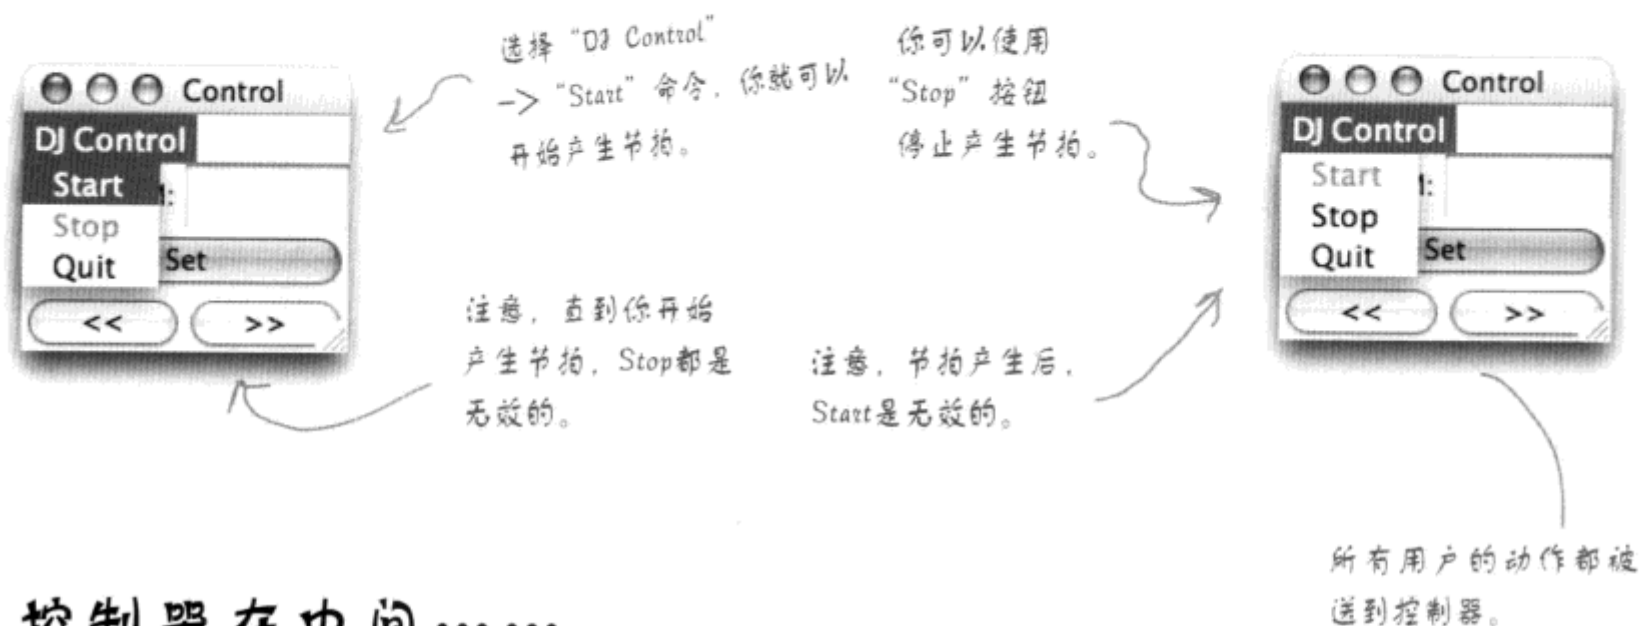 Control
DJ Control
Start
Stop
Quit
Set
<<
>>
选择“DJ Control”
->“Start”命令，你就可以
开始产生节拍。
你可以使用
“Stop”按钮
停止产生节拍。
Control
DJ Control
Start
Stop
Quit
Set
<<
>>
注意，直到你开始
产生节拍，Stop都是
无效的。
注意，节拍产生后，
Start是无效的。
所有用户的动作都被
送到控制器。
控制器在中间……